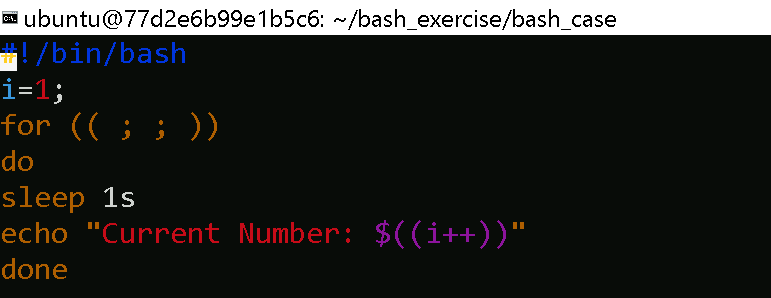 ubuntu@77d2e6b99e1b5c6: ~/bash_exercise/bash_case
#!/bin/bash
i=1;
for (( ; ; ))
do
sleep 1s
echo "Current Number: $((i++))"
done